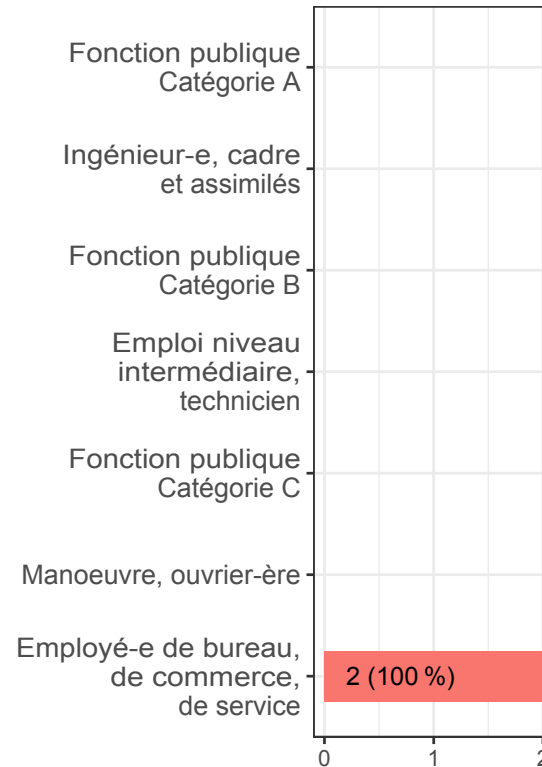 Fonction publique
Catégorie A
Ingénieur-e, cadre
et assimilés
Fonction publique
Catégorie B
Emploi niveau
intermédiaire,
technicien
Fonction publique
Catégorie C
Manoeuvre, ouvrier-ère
Employé-e de bureau,
de commerce,
de service
2 (100 %)
0 1 2